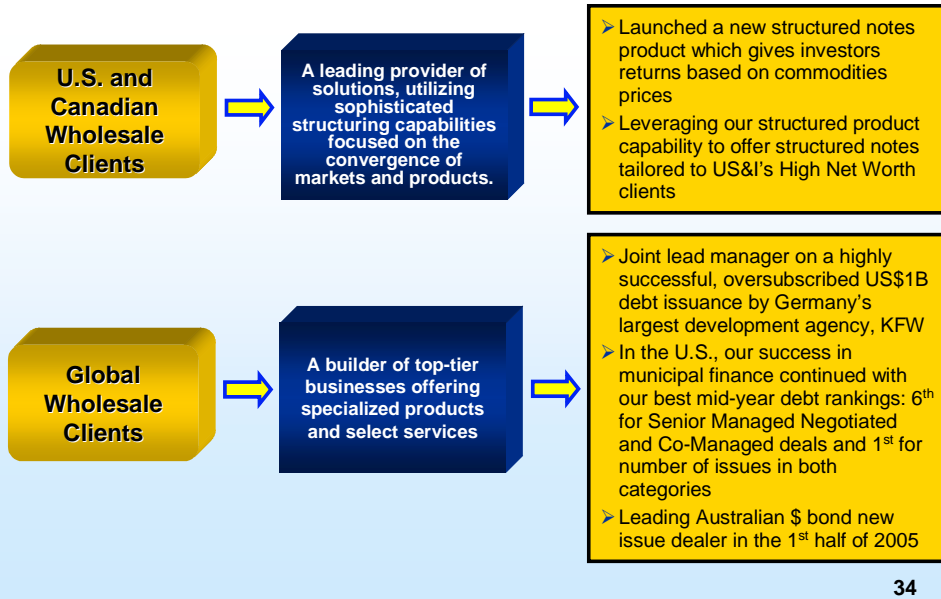 U.S. and
Canadian
Wholesale
Clients
A leading provider of
solutions, utilizing
sophisticated
structuring capabilities
focused on the
convergence of
markets and products.
➢ Launched a new structured notes
product which gives investors
returns based on commodities
prices
➢ Leveraging our structured product
capability to offer structured notes
tailored to US&I's High Net Worth
clients
Global
Wholesale
Clients
A builder of top-tier
businesses offering
specialized products
and select services
➢ Joint lead manager on a highly
successful, oversubscribed US$1B
debt issuance by Germany's
largest development agency, KFW
➢ In the U.S., our success in
municipal finance continued with
our best mid-year debt rankings: 6th
for Senior Managed Negotiated
and Co-Managed deals and 1st for
number of issues in both
categories
➢ Leading Australian $ bond new
issue dealer in the 1st half of 2005
34